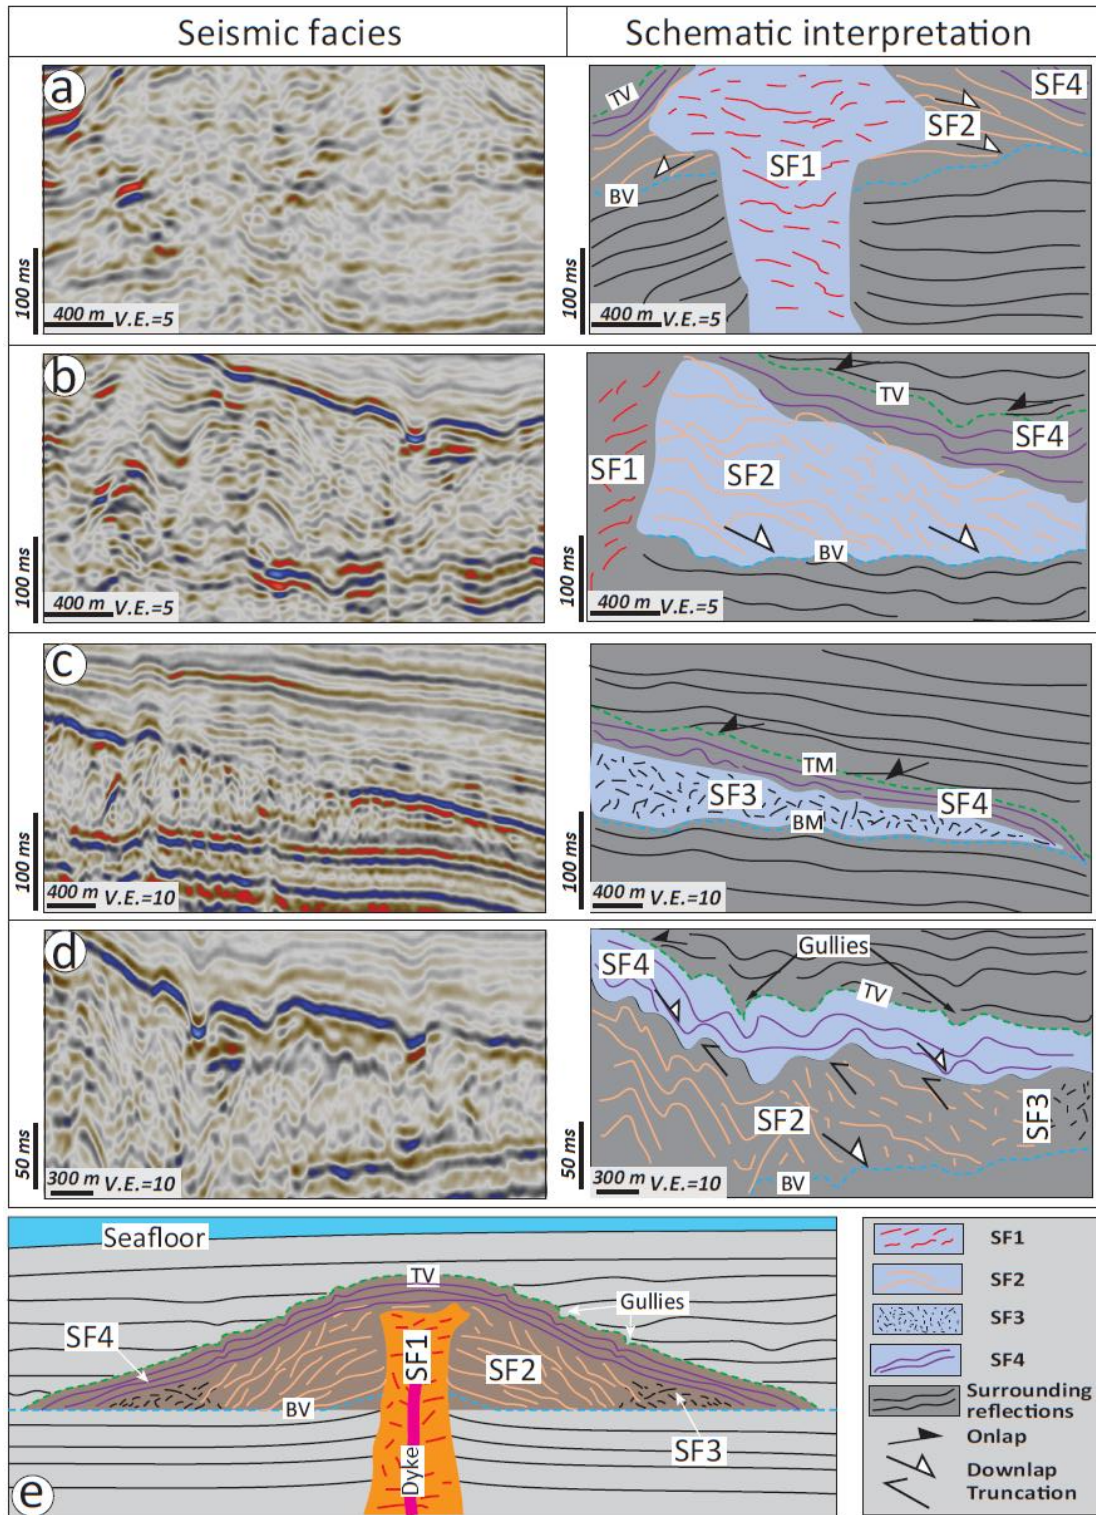 Seismic facies
Schematic interpretation
a
100 ms
400 m V.E.=5
TV
SF4
SF2
SF1
BV
100 ms
400 m V.E.=5
b
100 ms
400 m V.E.=5
TV
SF4
SF1
SF2
BV
100 ms
400 m V.E.=5
c
100 ms
400 m V.E.=10
TM
SF3
SF4
BM
100 ms
400 m V.E.=10
d
50 ms
300 m V.E.=10
Gullies
SF4
TV
SF2
SF3
BV
50 ms
300 m V.E.=10
Seafloor
TV
Gullies
SF4
SF1
SF2
BV
SF3
Dyke
e
SF1
SF2
SF3
SF4
Surrounding
reflections
Onlap
Downlap
Truncation